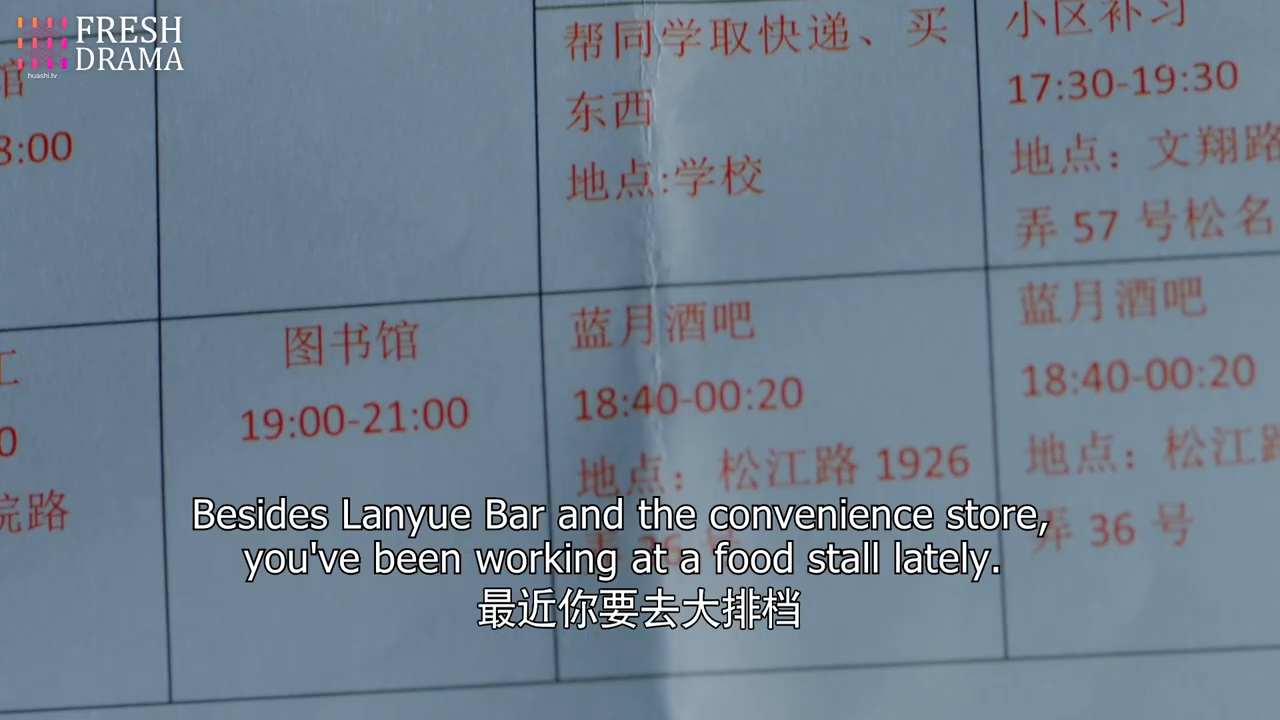 FRESH
DRAMA
huashi.tv
馆
8:00
帮同学取快递、买
东西
地点:学校
小区补习
17:30-19:30
地点：文翔路
弄 57 号松名
0
院路
图书馆
19:00-21:00
蓝月酒吧
18:40-00:20
地点：松江路 1926
弄 36 号
蓝月酒吧
18:40-00:20
地点：松江路
弄 36 号
Besides Lanyue Bar and the convenience store,
you've been working at a food stall lately.
最近你要去大排档